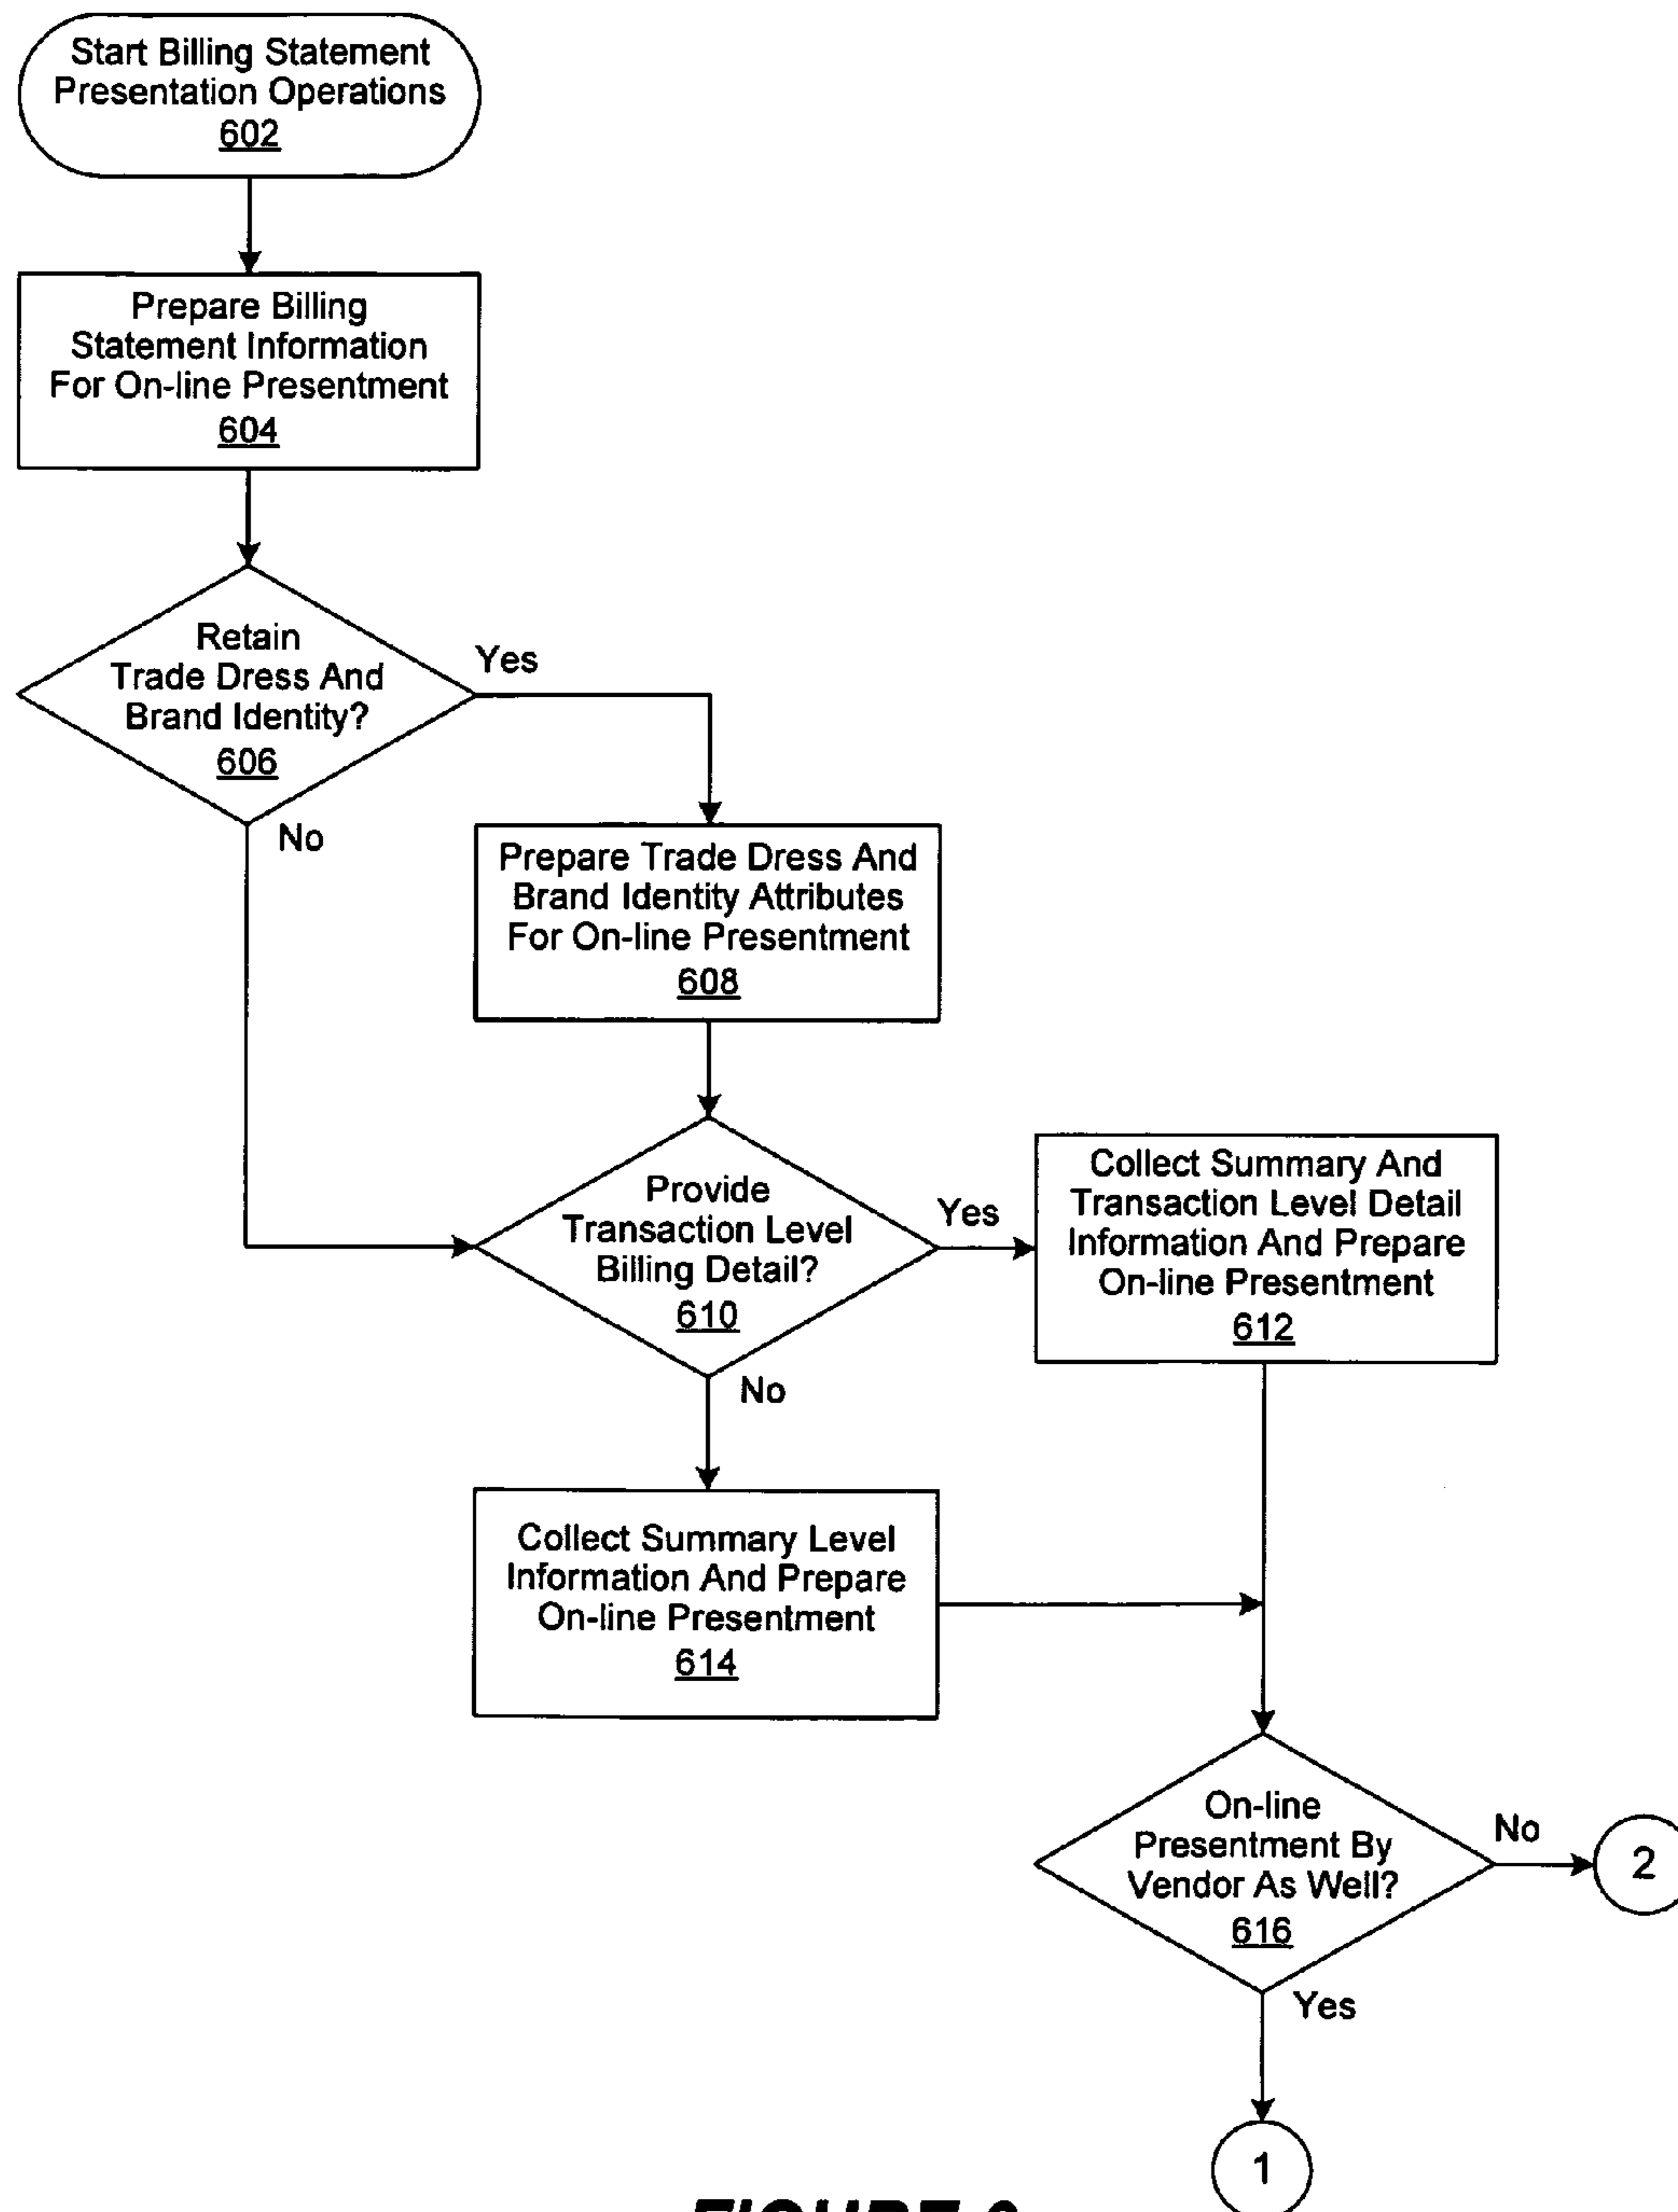 Start Billing Statement
Presentation Operations
602
Prepare Billing
Statement Information
For On-line Presentment
604
Retain
Trade Dress And
Brand Identity?
606
Yes
No
Prepare Trade Dress And
Brand Identity Attributes
For On-line Presentment
608
Provide
Transaction Level
Billing Detail?
610
Yes
No
Collect Summary And
Transaction Level Detail
Information And Prepare
On-line Presentment
612
Collect Summary Level
Information And Prepare
On-line Presentment
614
On-line
Presentment By
Vendor As Well?
616
No
2
Yes
1
FIGURE